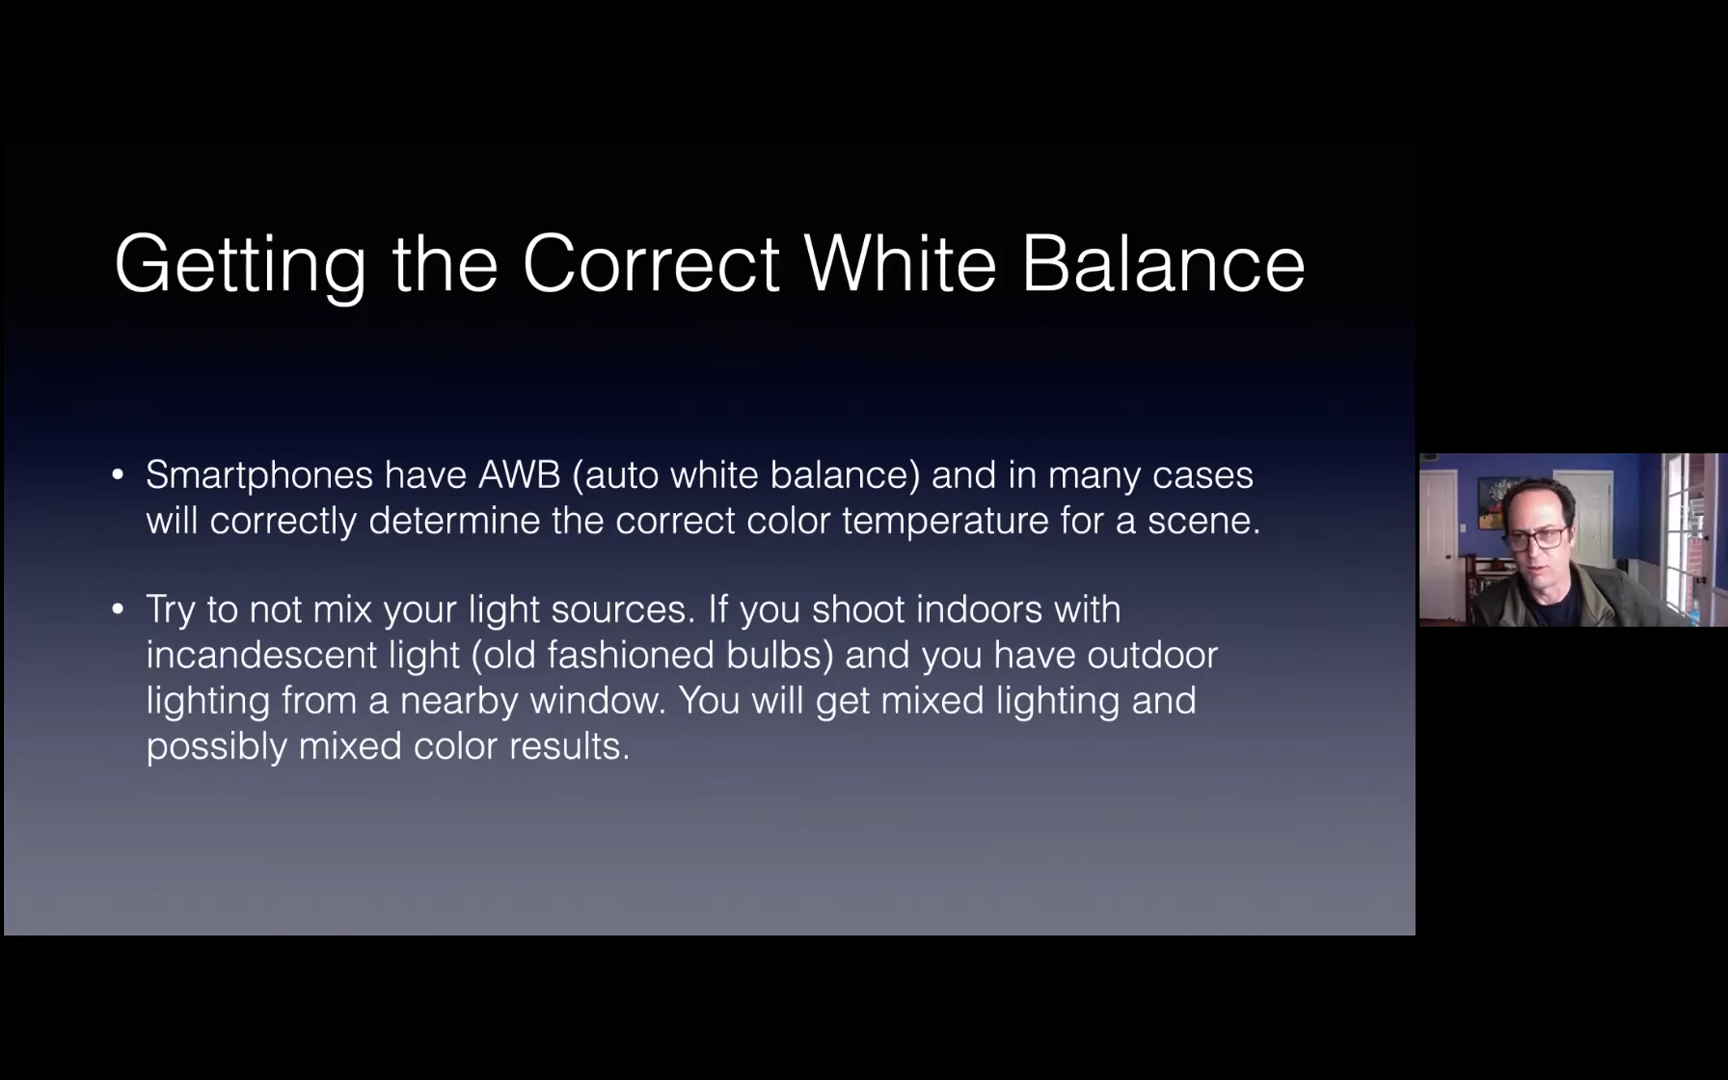 Getting the Correct White Balance
• Smartphones have AWB (auto white balance) and in many cases
will correctly determine the correct color temperature for a scene.
• Try to not mix your light sources. If you shoot indoors with
incandescent light (old fashioned bulbs) and you have outdoor
lighting from a nearby window. You will get mixed lighting and
possibly mixed color results.